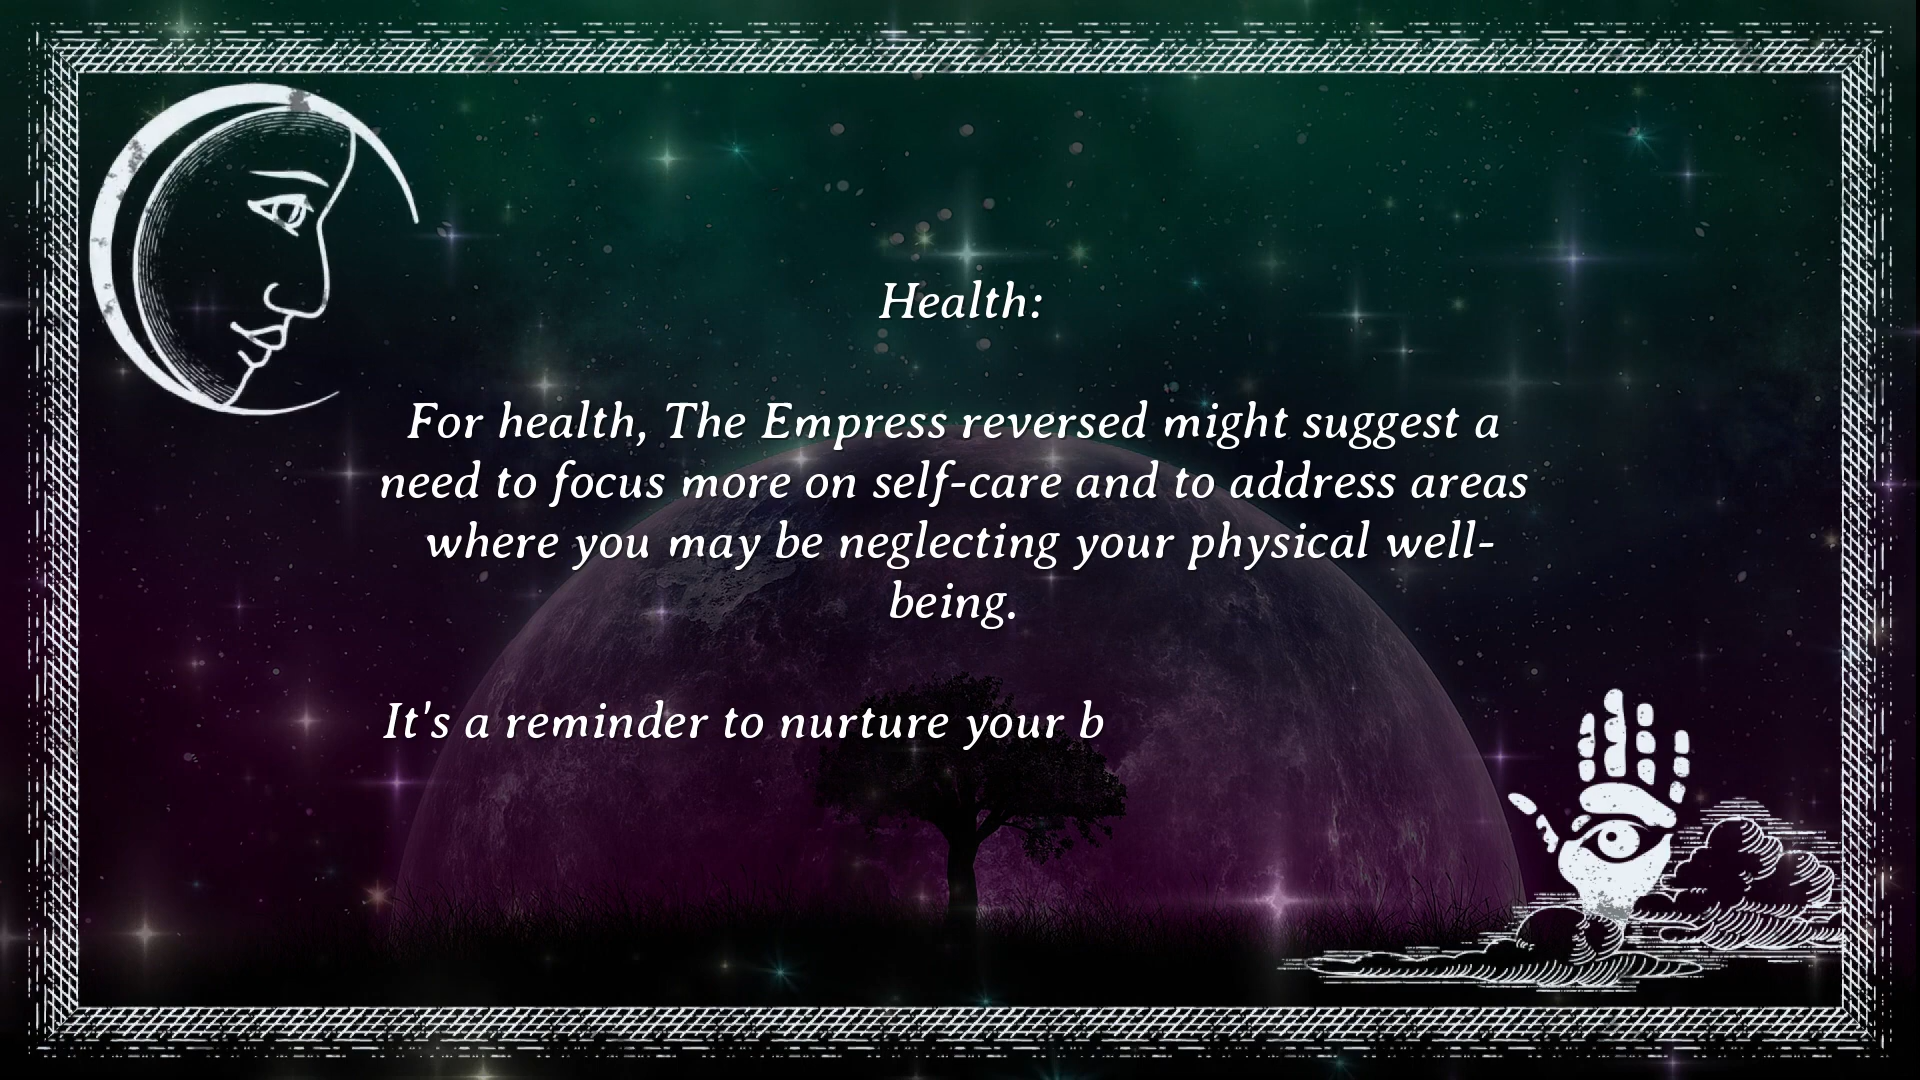 Health:
For health, The Empress reversed might suggest a
need to focus more on self-care and to address areas
where you may be neglecting your physical well-
being.
It's a reminder to nurture your b